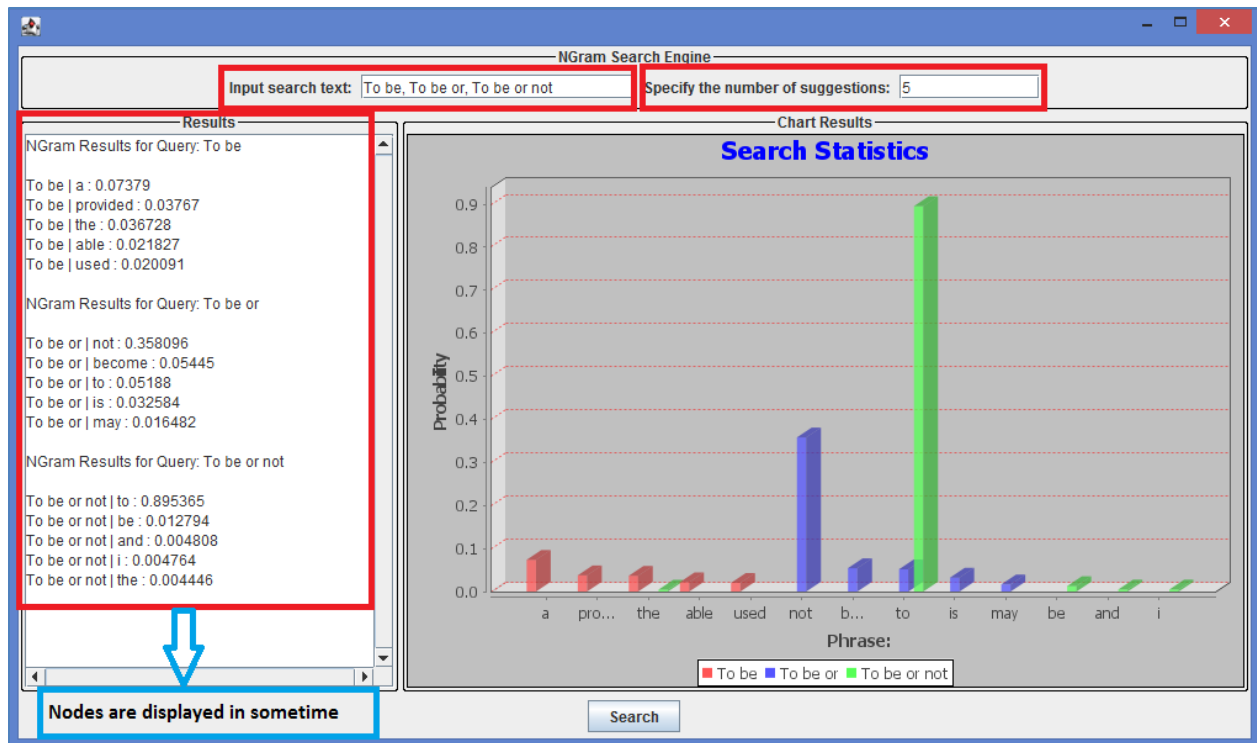 NGram Search Engine
Input search text: To be, To be or, To be or not
Specify the number of suggestions: 5
Results
NGram Results for Query: To be
To be | a : 0.07379
To be | provided : 0.03767
To be | the : 0.036728
To be | able : 0.021827
To be | used : 0.020091
NGram Results for Query: To be or
To be or | not : 0.358096
To be or | become : 0.05445
To be or | to : 0.05188
To be or | is : 0.032584
To be or | may : 0.016482
NGram Results for Query: To be or not
To be or not | to : 0.895365
To be or not | be : 0.012794
To be or not | and : 0.004808
To be or not | i : 0.004764
To be or not | the : 0.004446
Nodes are displayed in sometime
Chart Results
Search Statistics
Probability
0.9
0.8
0.7
0.6
0.5
0.4
0.3
0.2
0.1
0.0
a pro... the able used not b... to is may be and i
Phrase:
To be To be or To be or not
Search